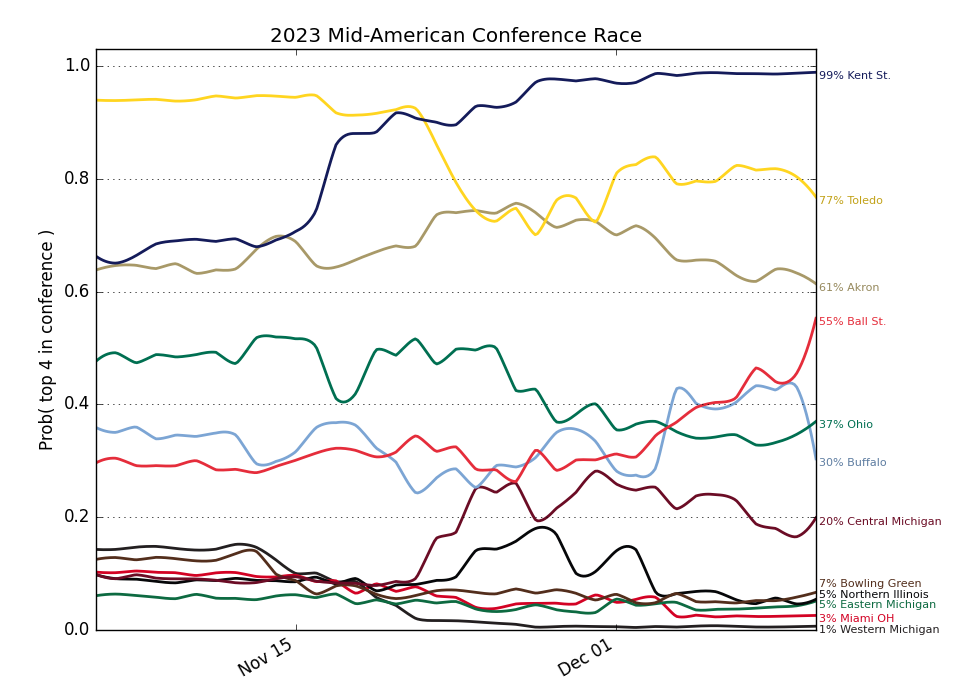 2023 Mid-American Conference Race
Prob( top 4 in conference )
1.0
0.8
0.6
0.4
0.2
0.0
Nov 15
Dec 01
99% Kent St.
77% Toledo
61% Akron
55% Ball St.
37% Ohio
30% Buffalo
20% Central Michigan
7% Bowling Green
5% Northern Illinois
5% Eastern Michigan
3% Miami OH
1% Western Michigan